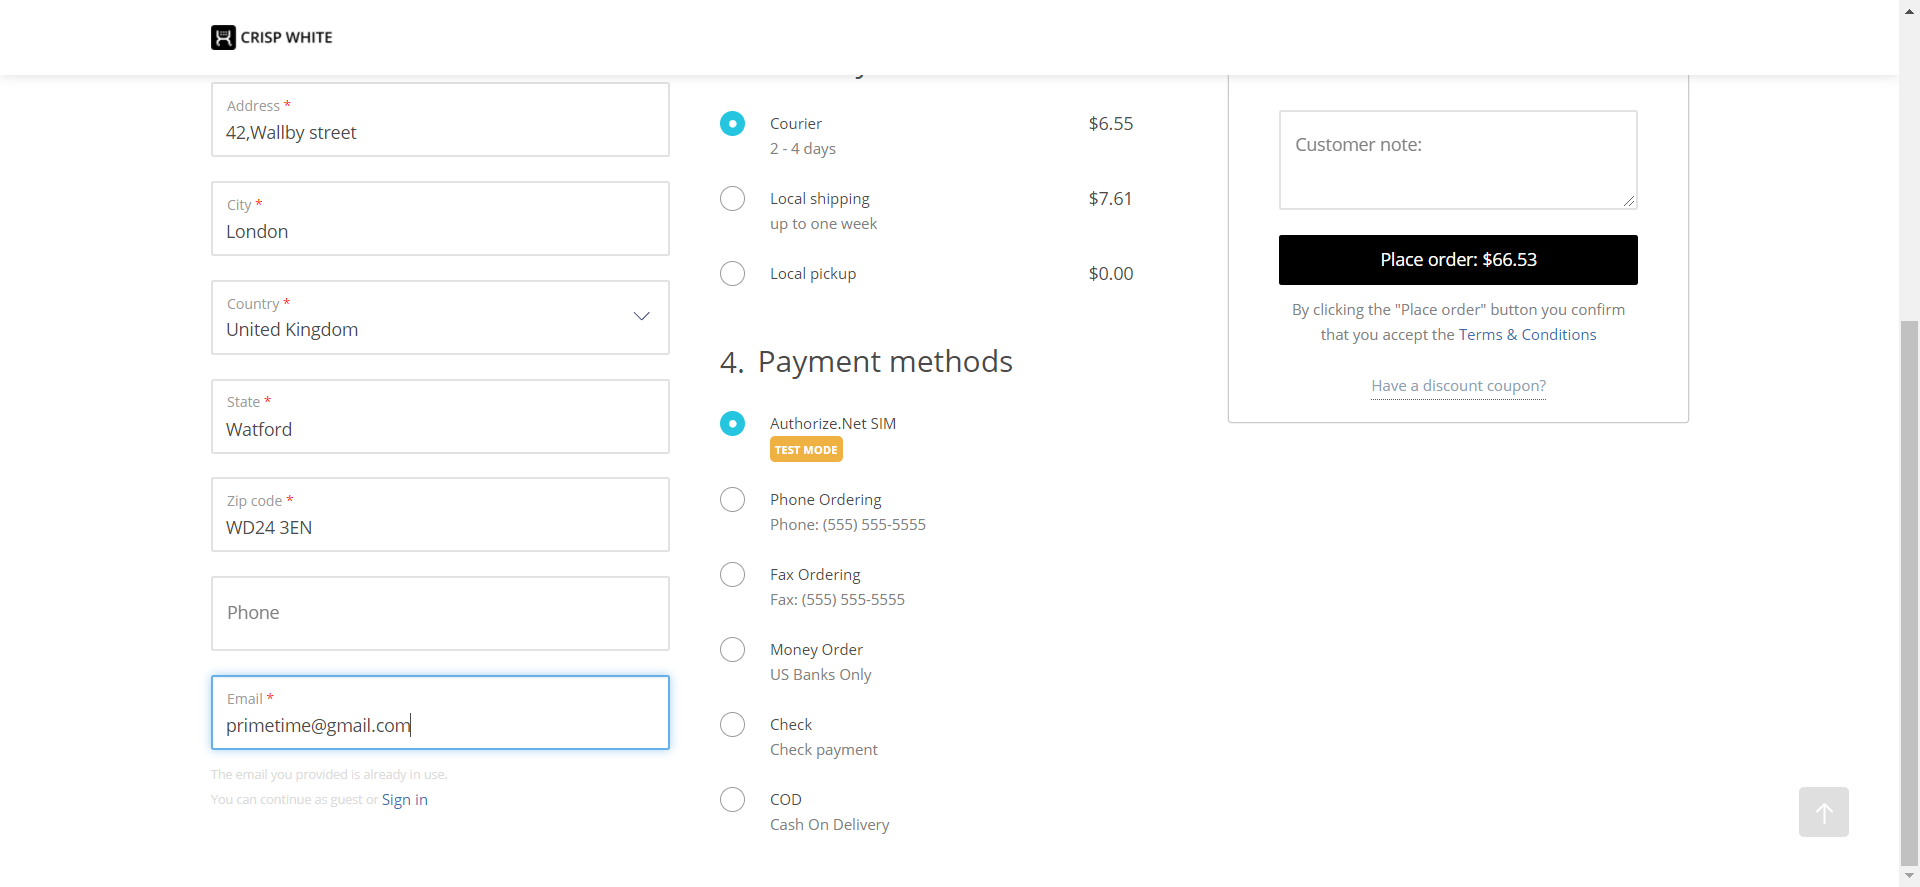 CRISP WHITE
Address *
42,Wallby street
City *
London
Country *
United Kingdom
State *
Watford
Zip code *
WD24 3EN
Phone
Email *
primetime@gmail.com
The email you provided is already in use.
You can continue as guest or Sign in
Courier $6.55
2 - 4 days
Local shipping $7.61
up to one week
Local pickup $0.00
4. Payment methods
Authorize.Net SIM
TEST MODE
Phone Ordering
Phone: (555) 555-5555
Fax Ordering
Fax: (555) 555-5555
Money Order
US Banks Only
Check
Check payment
COD
Cash On Delivery
Customer note:
Place order: $66.53
By clicking the "Place order" button you confirm
that you accept the Terms & Conditions
Have a discount coupon?